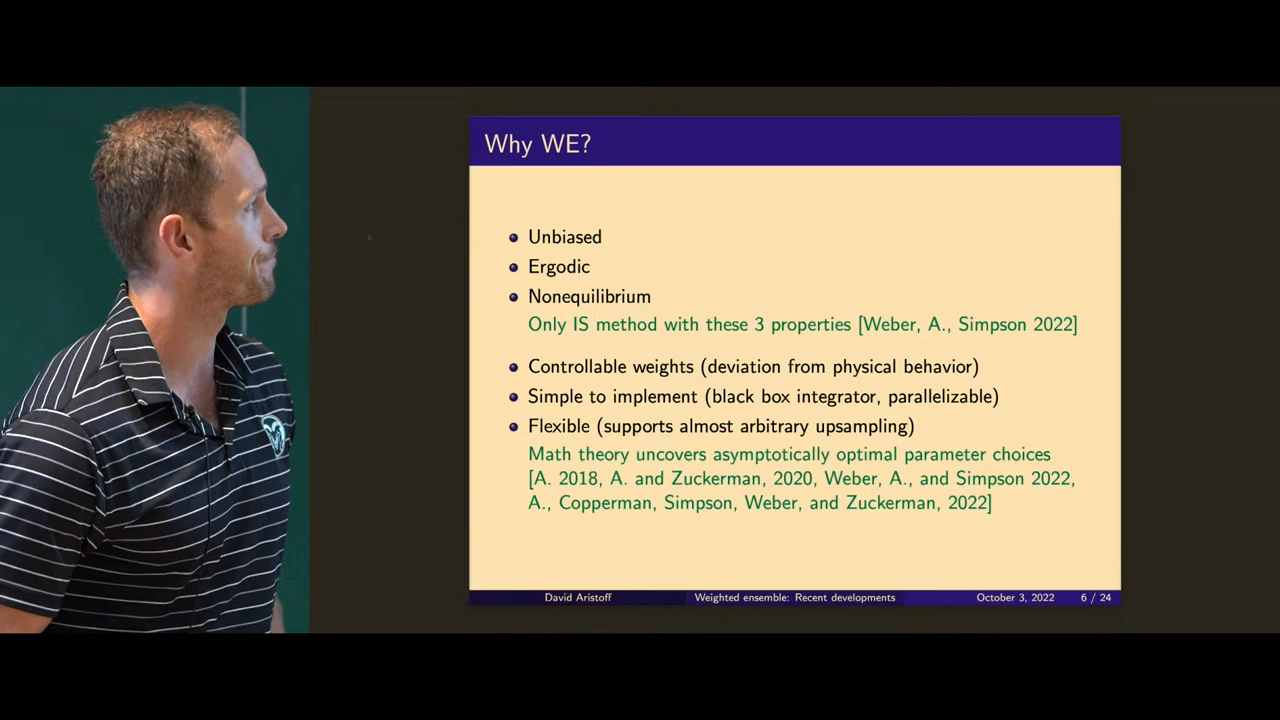 Why WE?
Unbiased
Ergodic
Nonequilibrium
Only IS method with these 3 properties [Weber, A., Simpson 2022]
Controllable weights (deviation from physical behavior)
Simple to implement (black box integrator, parallelizable)
Flexible (supports almost arbitrary upsampling)
Math theory uncovers asymptotically optimal parameter choices
[A. 2018, A. and Zuckerman, 2020, Weber, A., and Simpson 2022,
A., Copperman, Simpson, Weber, and Zuckerman, 2022]
David Aristoff Weighted ensemble: Recent developments October 3, 2022 6 / 24